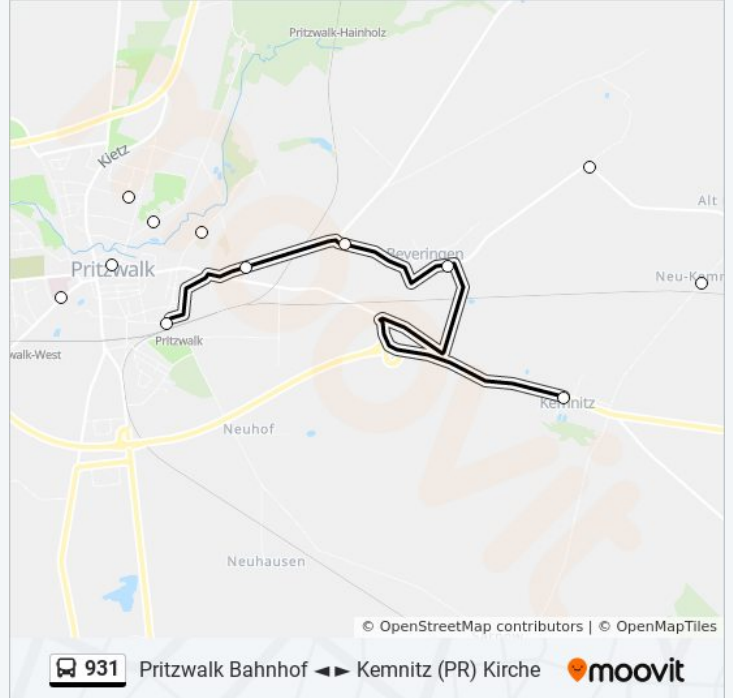 Pritzwalk-Hainholz
Kietz
Alt
Beveringen
Pritzwalk
Neu-Kemn
Pritzwalk
walk-West
Kemnitz
Neuhof
Neuhausen
moovit
© OpenStreetMap contributors | © OpenMapTiles
931 Pritzwalk Bahnhof ◄► Kemnitz (PR) Kirche moovit